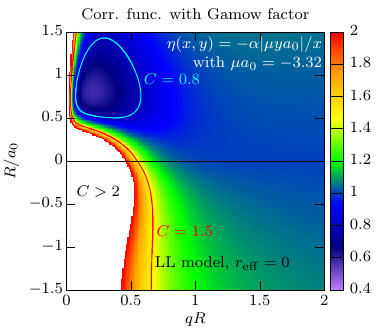 Corr. func. with Gamow factor
η(x, y) = −α|μya₀|/x
with μa₀ = −3.32
C = 0.8
C > 2
C = 1.5
LL model, r_eff = 0
R/a₀
1.5
1
0.5
0
−0.5
−1
−1.5
0
0.5
1
1.5
2
qR
2
1.8
1.6
1.4
1.2
1
0.8
0.6
0.4